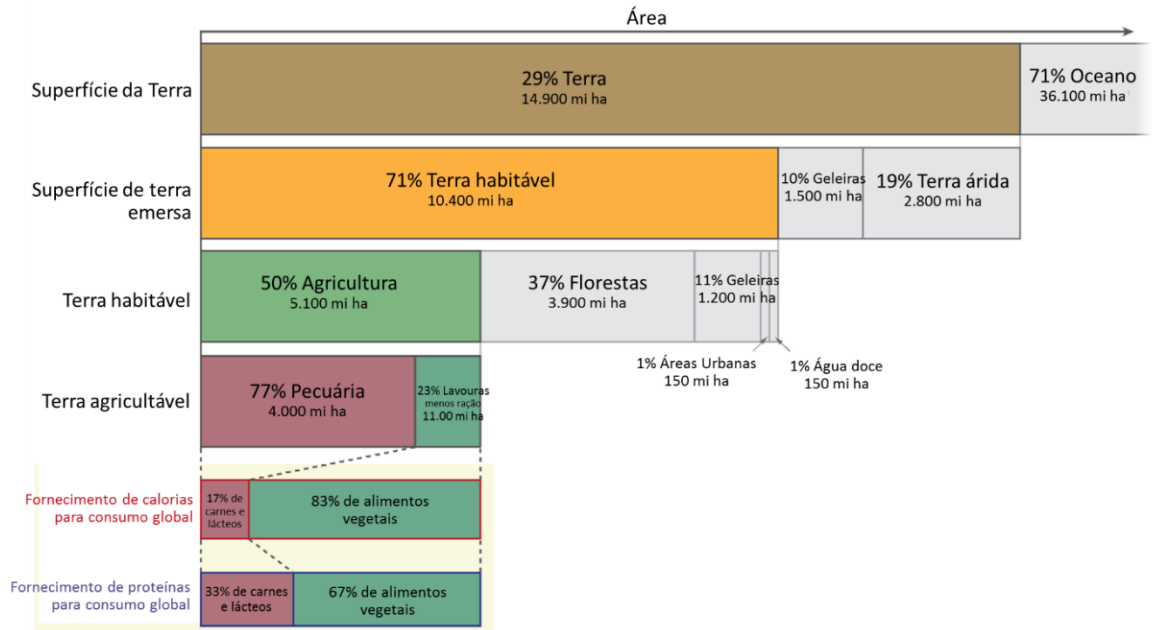 Área
Superfície da Terra
29% Terra
14.900 mi ha
71% Oceano
36.100 mi ha
Superfície de terra
emersa
71% Terra habitável
10.400 mi ha
10% Geleiras
1.500 mi ha
19% Terra árida
2.800 mi ha
Terra habitável
50% Agricultura
5.100 mi ha
37% Florestas
3.900 mi ha
11% Geleiras
1.200 mi ha
1% Áreas Urbanas
150 mi ha
1% Água doce
150 mi ha
Terra agricultável
77% Pecuária
4.000 mi ha
23% Lavouras
menos ração
11.00 mi ha
Fornecimento de calorias
para consumo global
17% de
carnes e
lácteos
83% de alimentos
vegetais
Fornecimento de proteínas
para consumo global
33% de carnes
e lácteos
67% de alimentos
vegetais